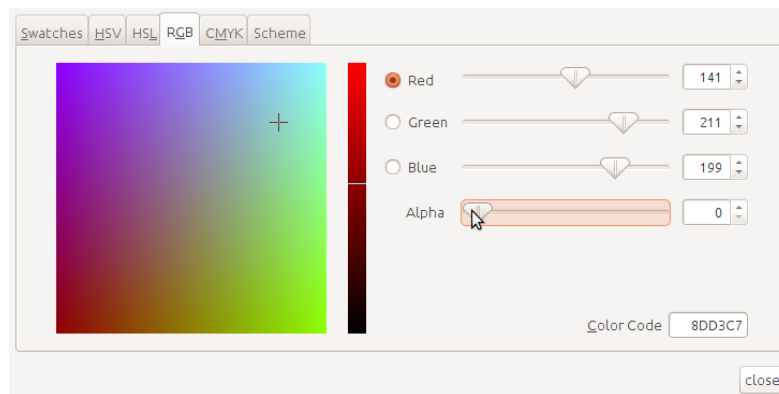 Swatches HSV HSL RGB CMYK Scheme
Red 141
Green 211
Blue 199
Alpha 0
Color Code 8DD3C7
close